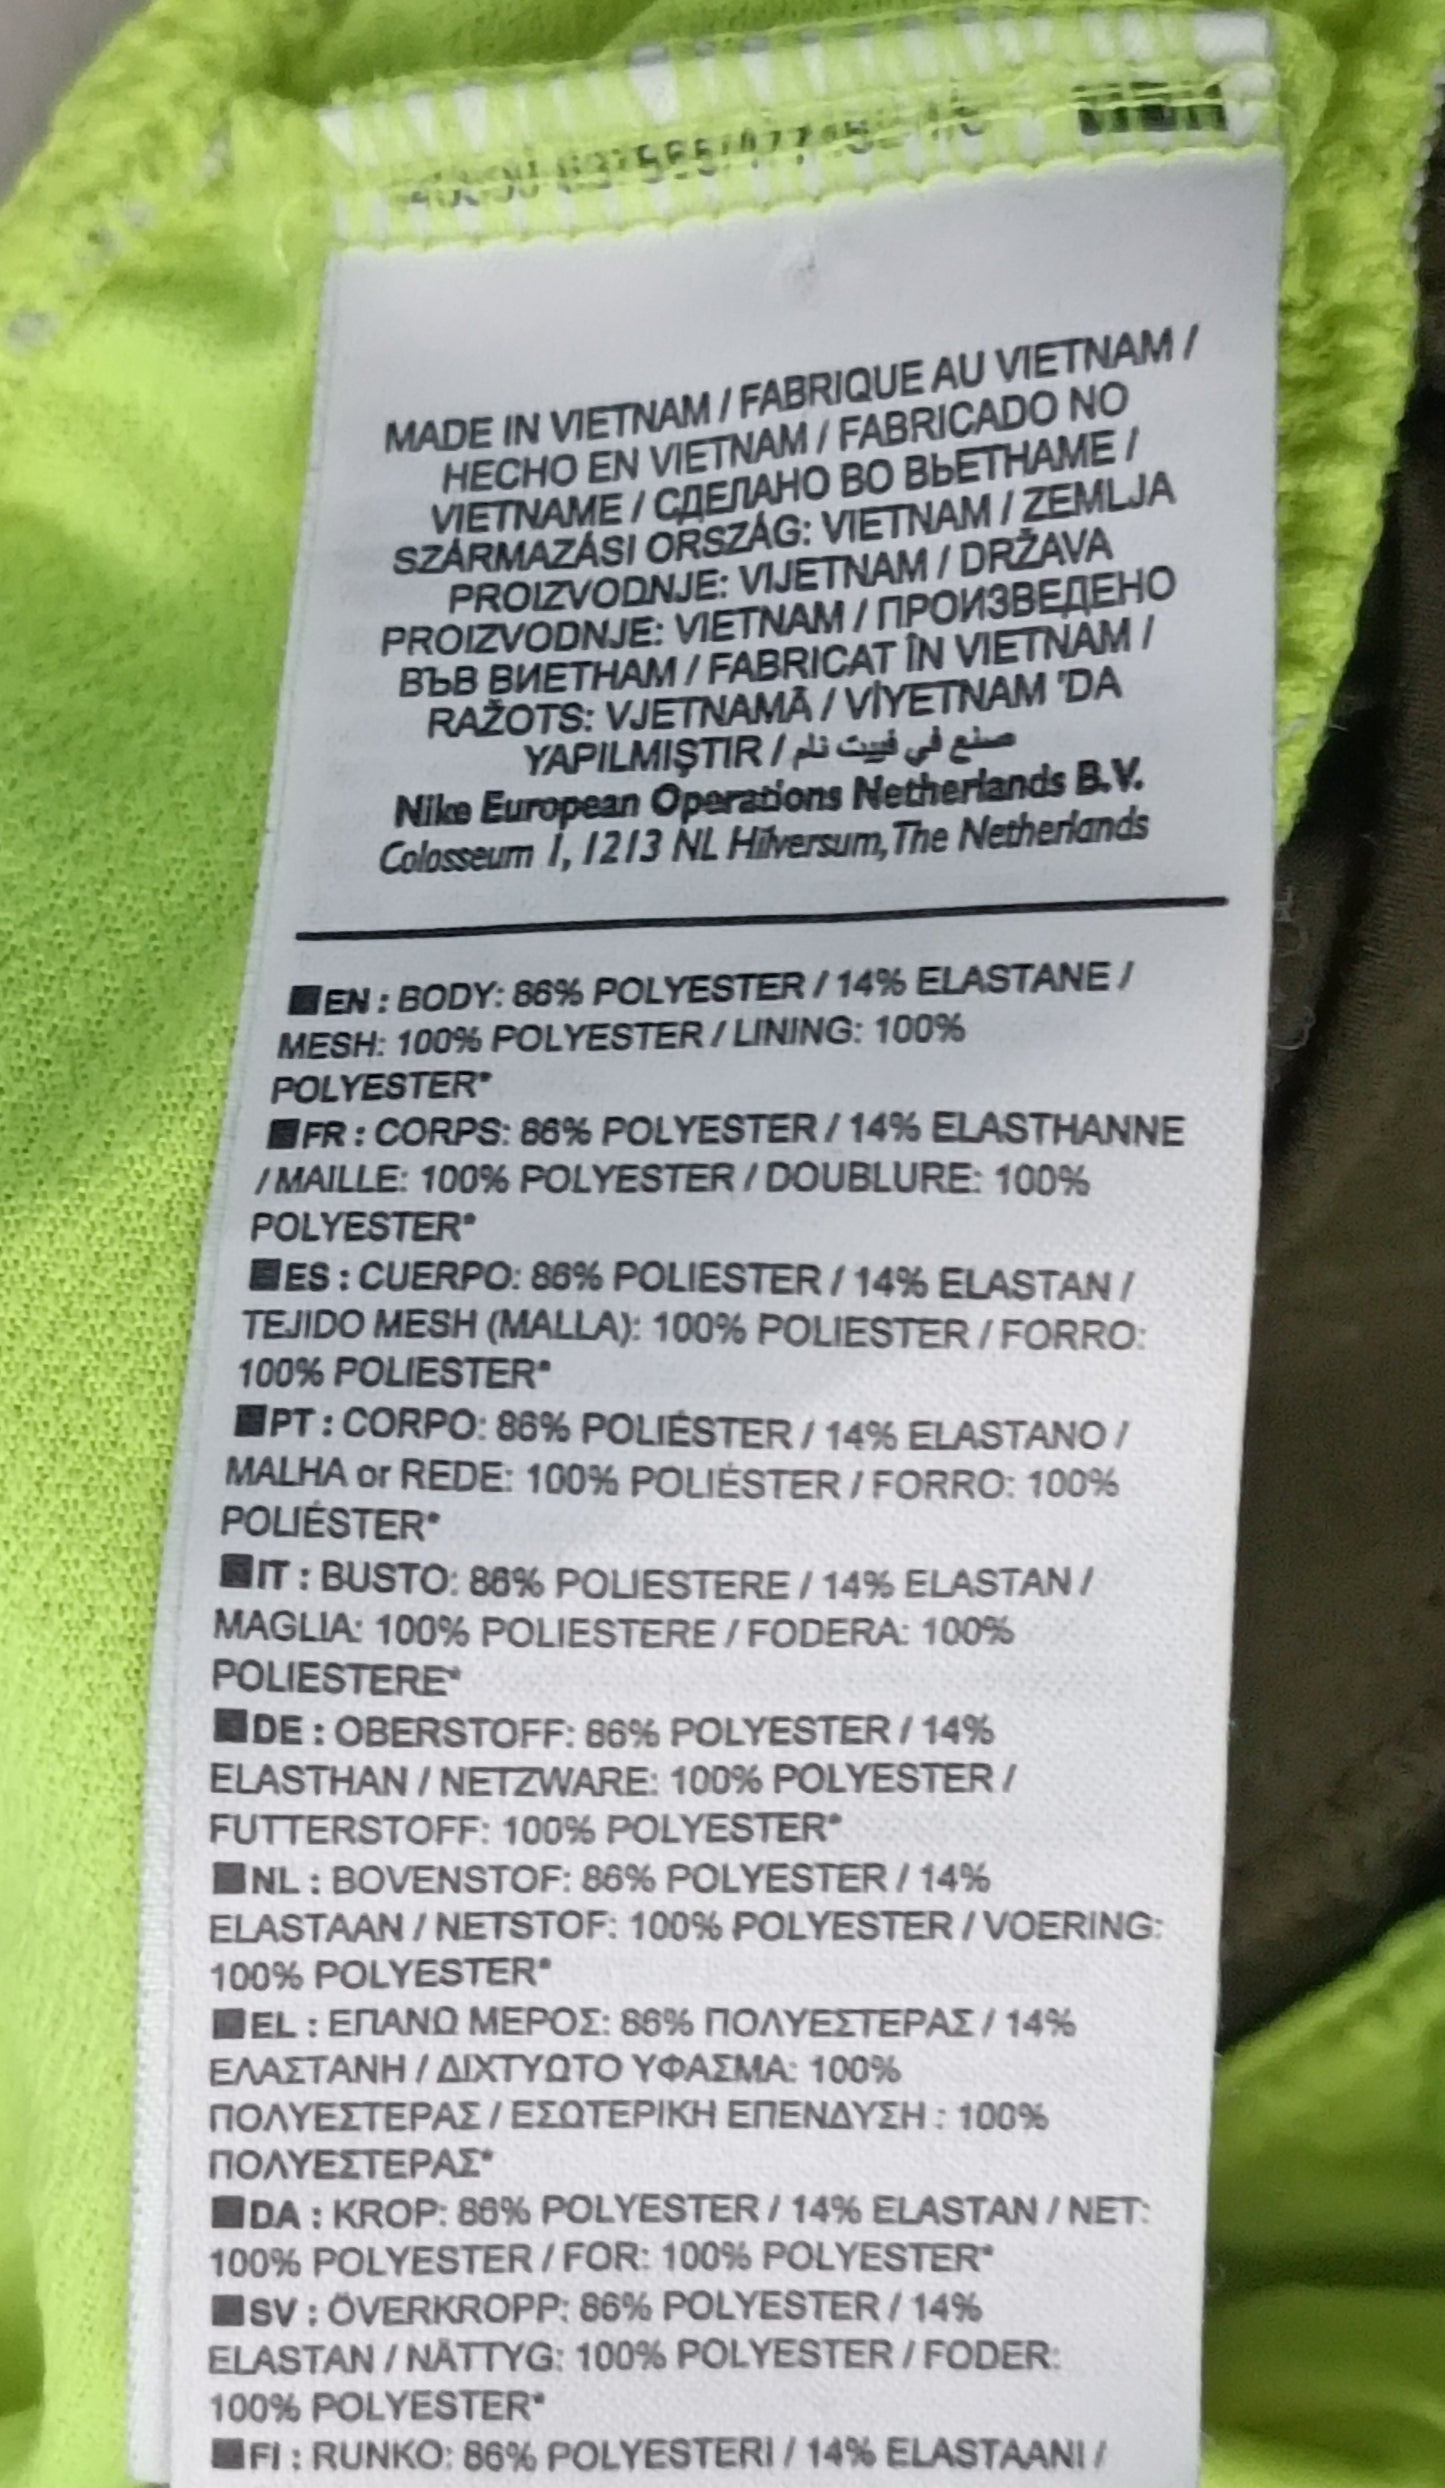 MADE IN VIETNAM / FABRIQUE AU VIETNAM /
HECHO EN VIETNAM / FABRICADO NO
VIETNAME / СДЕЛАНО ВО ВЬЕТНАМЕ /
SZÁRMAZÁSI ORSZÁG: VIETNAM / ZEMLJA
PROIZVODNJE: VIJETNAM / DRŽAVA
PROIZVODNJE: VIETNAM / ПРОИЗВЕДЕНО
ВЪВ ВИЕТНАМ / FABRICAT ÎN VIETNAM /
RAŽOTS: VJETNAMĀ / VİYETNAM 'DA
YAPILMIŞTIR / صنع في فييت نام
Nike European Operations Netherlands B.V.
Colosseum 1, 1213 NL Hilversum, The Netherlands
EN : BODY: 86% POLYESTER / 14% ELASTANE /
MESH: 100% POLYESTER / LINING: 100%
POLYESTER*
FR : CORPS: 86% POLYESTER / 14% ELASTHANNE
/ MAILLE: 100% POLYESTER / DOUBLURE: 100%
POLYESTER*
ES : CUERPO: 86% POLIESTER / 14% ELASTAN /
TEJIDO MESH (MALLA): 100% POLIESTER / FORRO:
100% POLIESTER*
PT : CORPO: 86% POLIÉSTER / 14% ELASTANO /
MALHA or REDE: 100% POLIÉSTER / FORRO: 100%
POLIÉSTER*
IT : BUSTO: 86% POLIESTERE / 14% ELASTAN /
MAGLIA: 100% POLIESTERE / FODERA: 100%
POLIESTERE*
DE : OBERSTOFF: 86% POLYESTER / 14%
ELASTHAN / NETZWARE: 100% POLYESTER /
FUTTERSTOFF: 100% POLYESTER*
NL : BOVENSTOF: 86% POLYESTER / 14%
ELASTAAN / NETSTOF: 100% POLYESTER / VOERING:
100% POLYESTER*
EL : ΕΠΑΝΩ ΜΕΡΟΣ: 86% ΠΟΛΥΕΣΤΕΡΑΣ / 14%
ΕΛΑΣΤΑΝΗ / ΔΙΧΤΥΩΤΟ ΥΦΑΣΜΑ: 100%
ΠΟΛΥΕΣΤΕΡΑΣ / ΕΣΩΤΕΡΙΚΗ ΕΠΕΝΔΥΣΗ : 100%
ΠΟΛΥΕΣΤΕΡΑΣ*
DA : KROP: 86% POLYESTER / 14% ELASTAN / NET:
100% POLYESTER / FOR: 100% POLYESTER*
SV : ÖVERKROPP: 86% POLYESTER / 14%
ELASTAN / NÄTTYG: 100% POLYESTER / FODER:
100% POLYESTER*
FI : RUNKO: 86% POLYESTERI / 14% ELASTAANI /